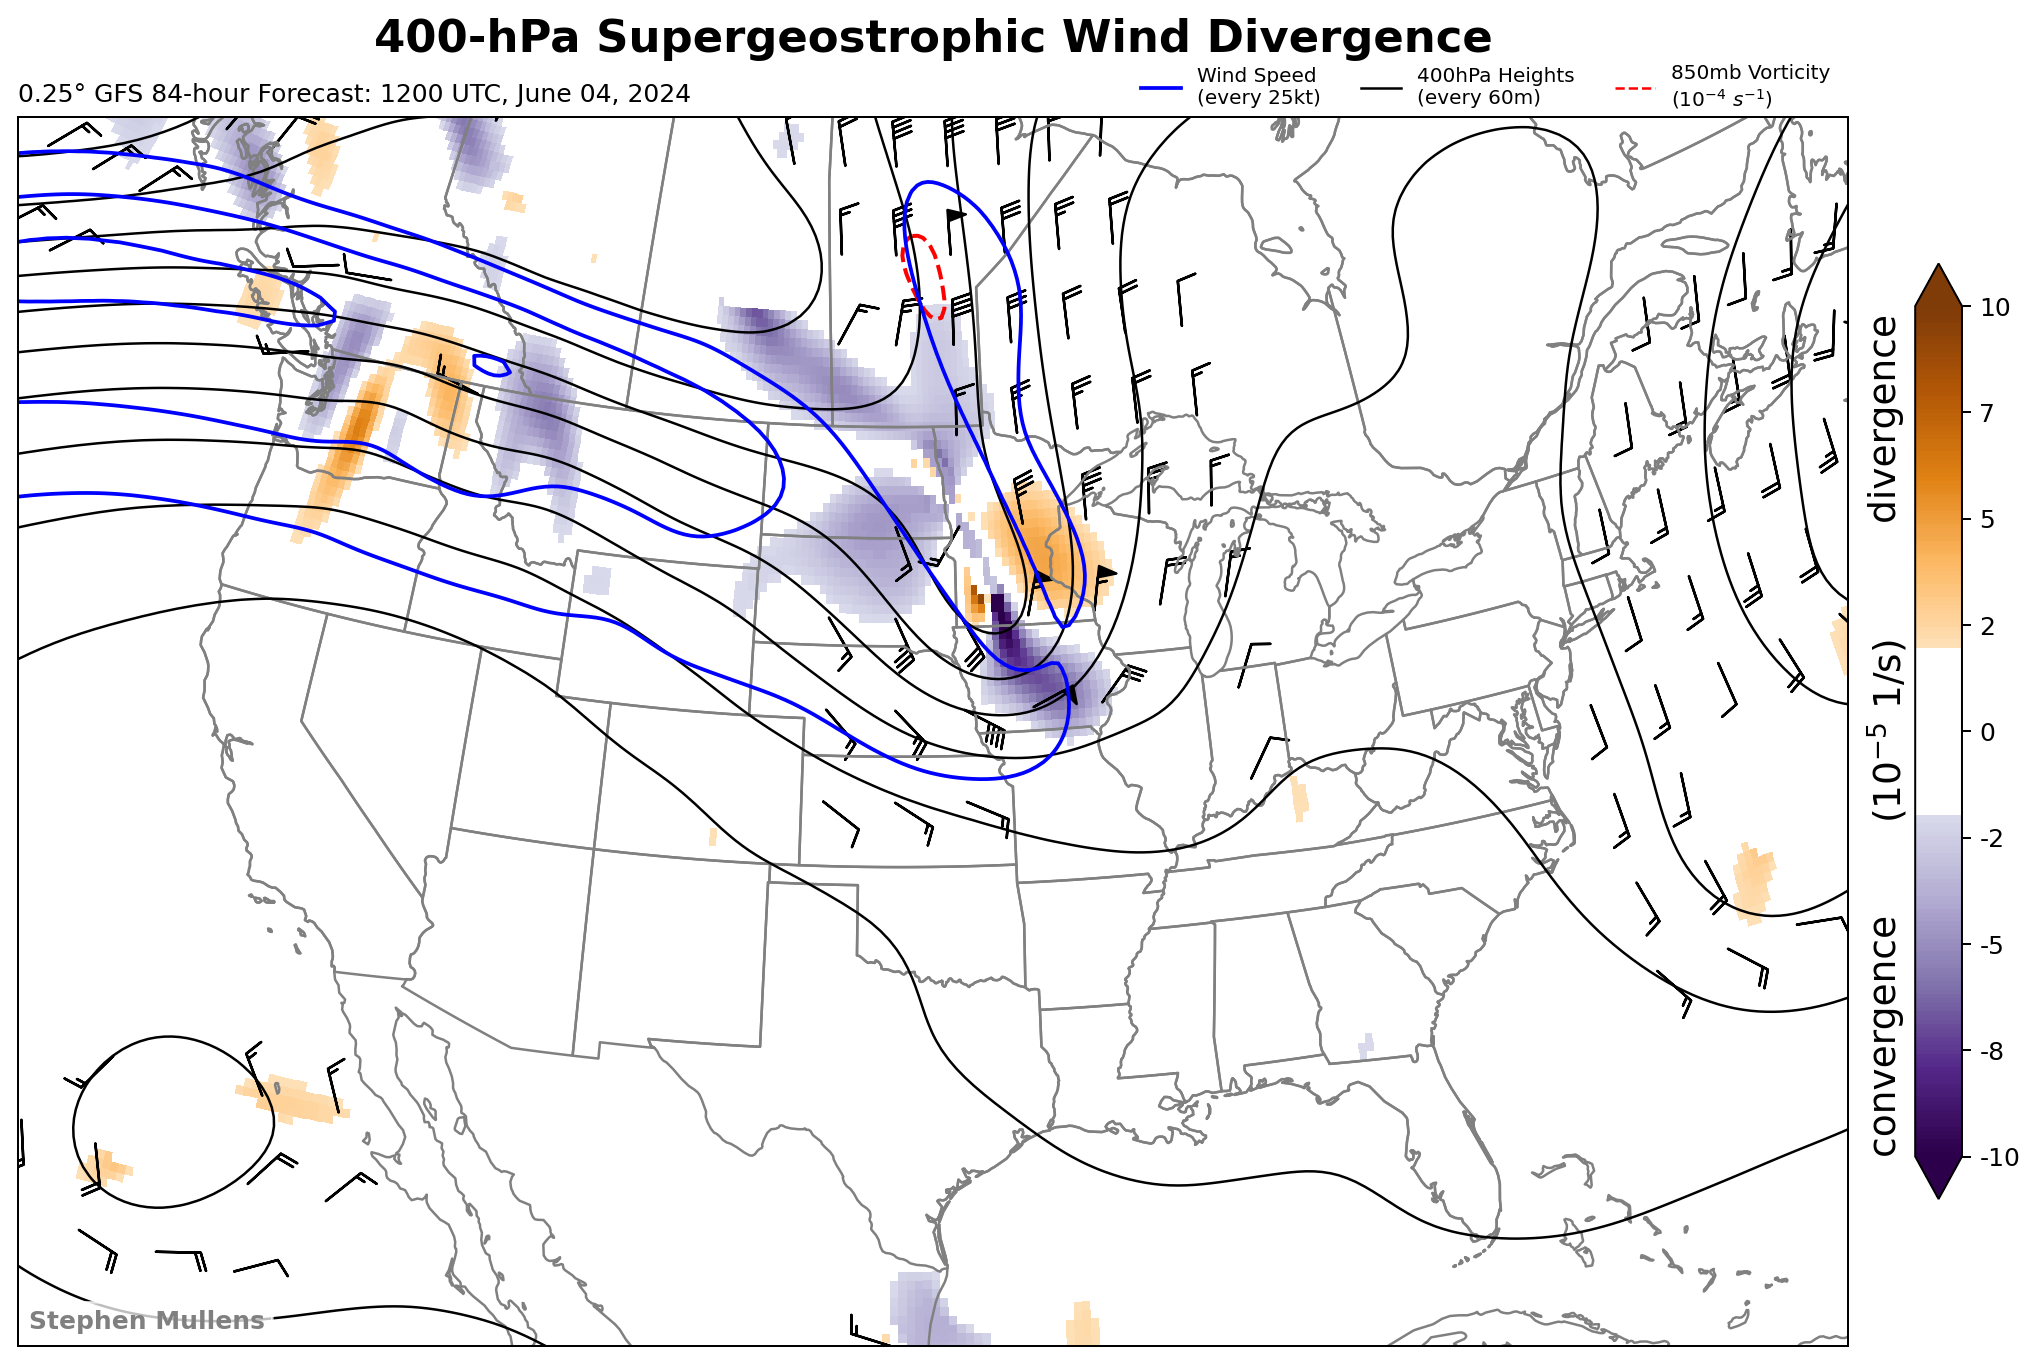 400-hPa Supergeostrophic Wind Divergence
0.25° GFS 84-hour Forecast: 1200 UTC, June 04, 2024
Wind Speed
(every 25kt)
400hPa Heights
(every 60m)
850mb Vorticity
(10⁻⁴ s⁻¹)
10
7
5
2
0
-2
-5
-8
-10
convergence (10⁻⁵ 1/s) divergence
Stephen Mullens